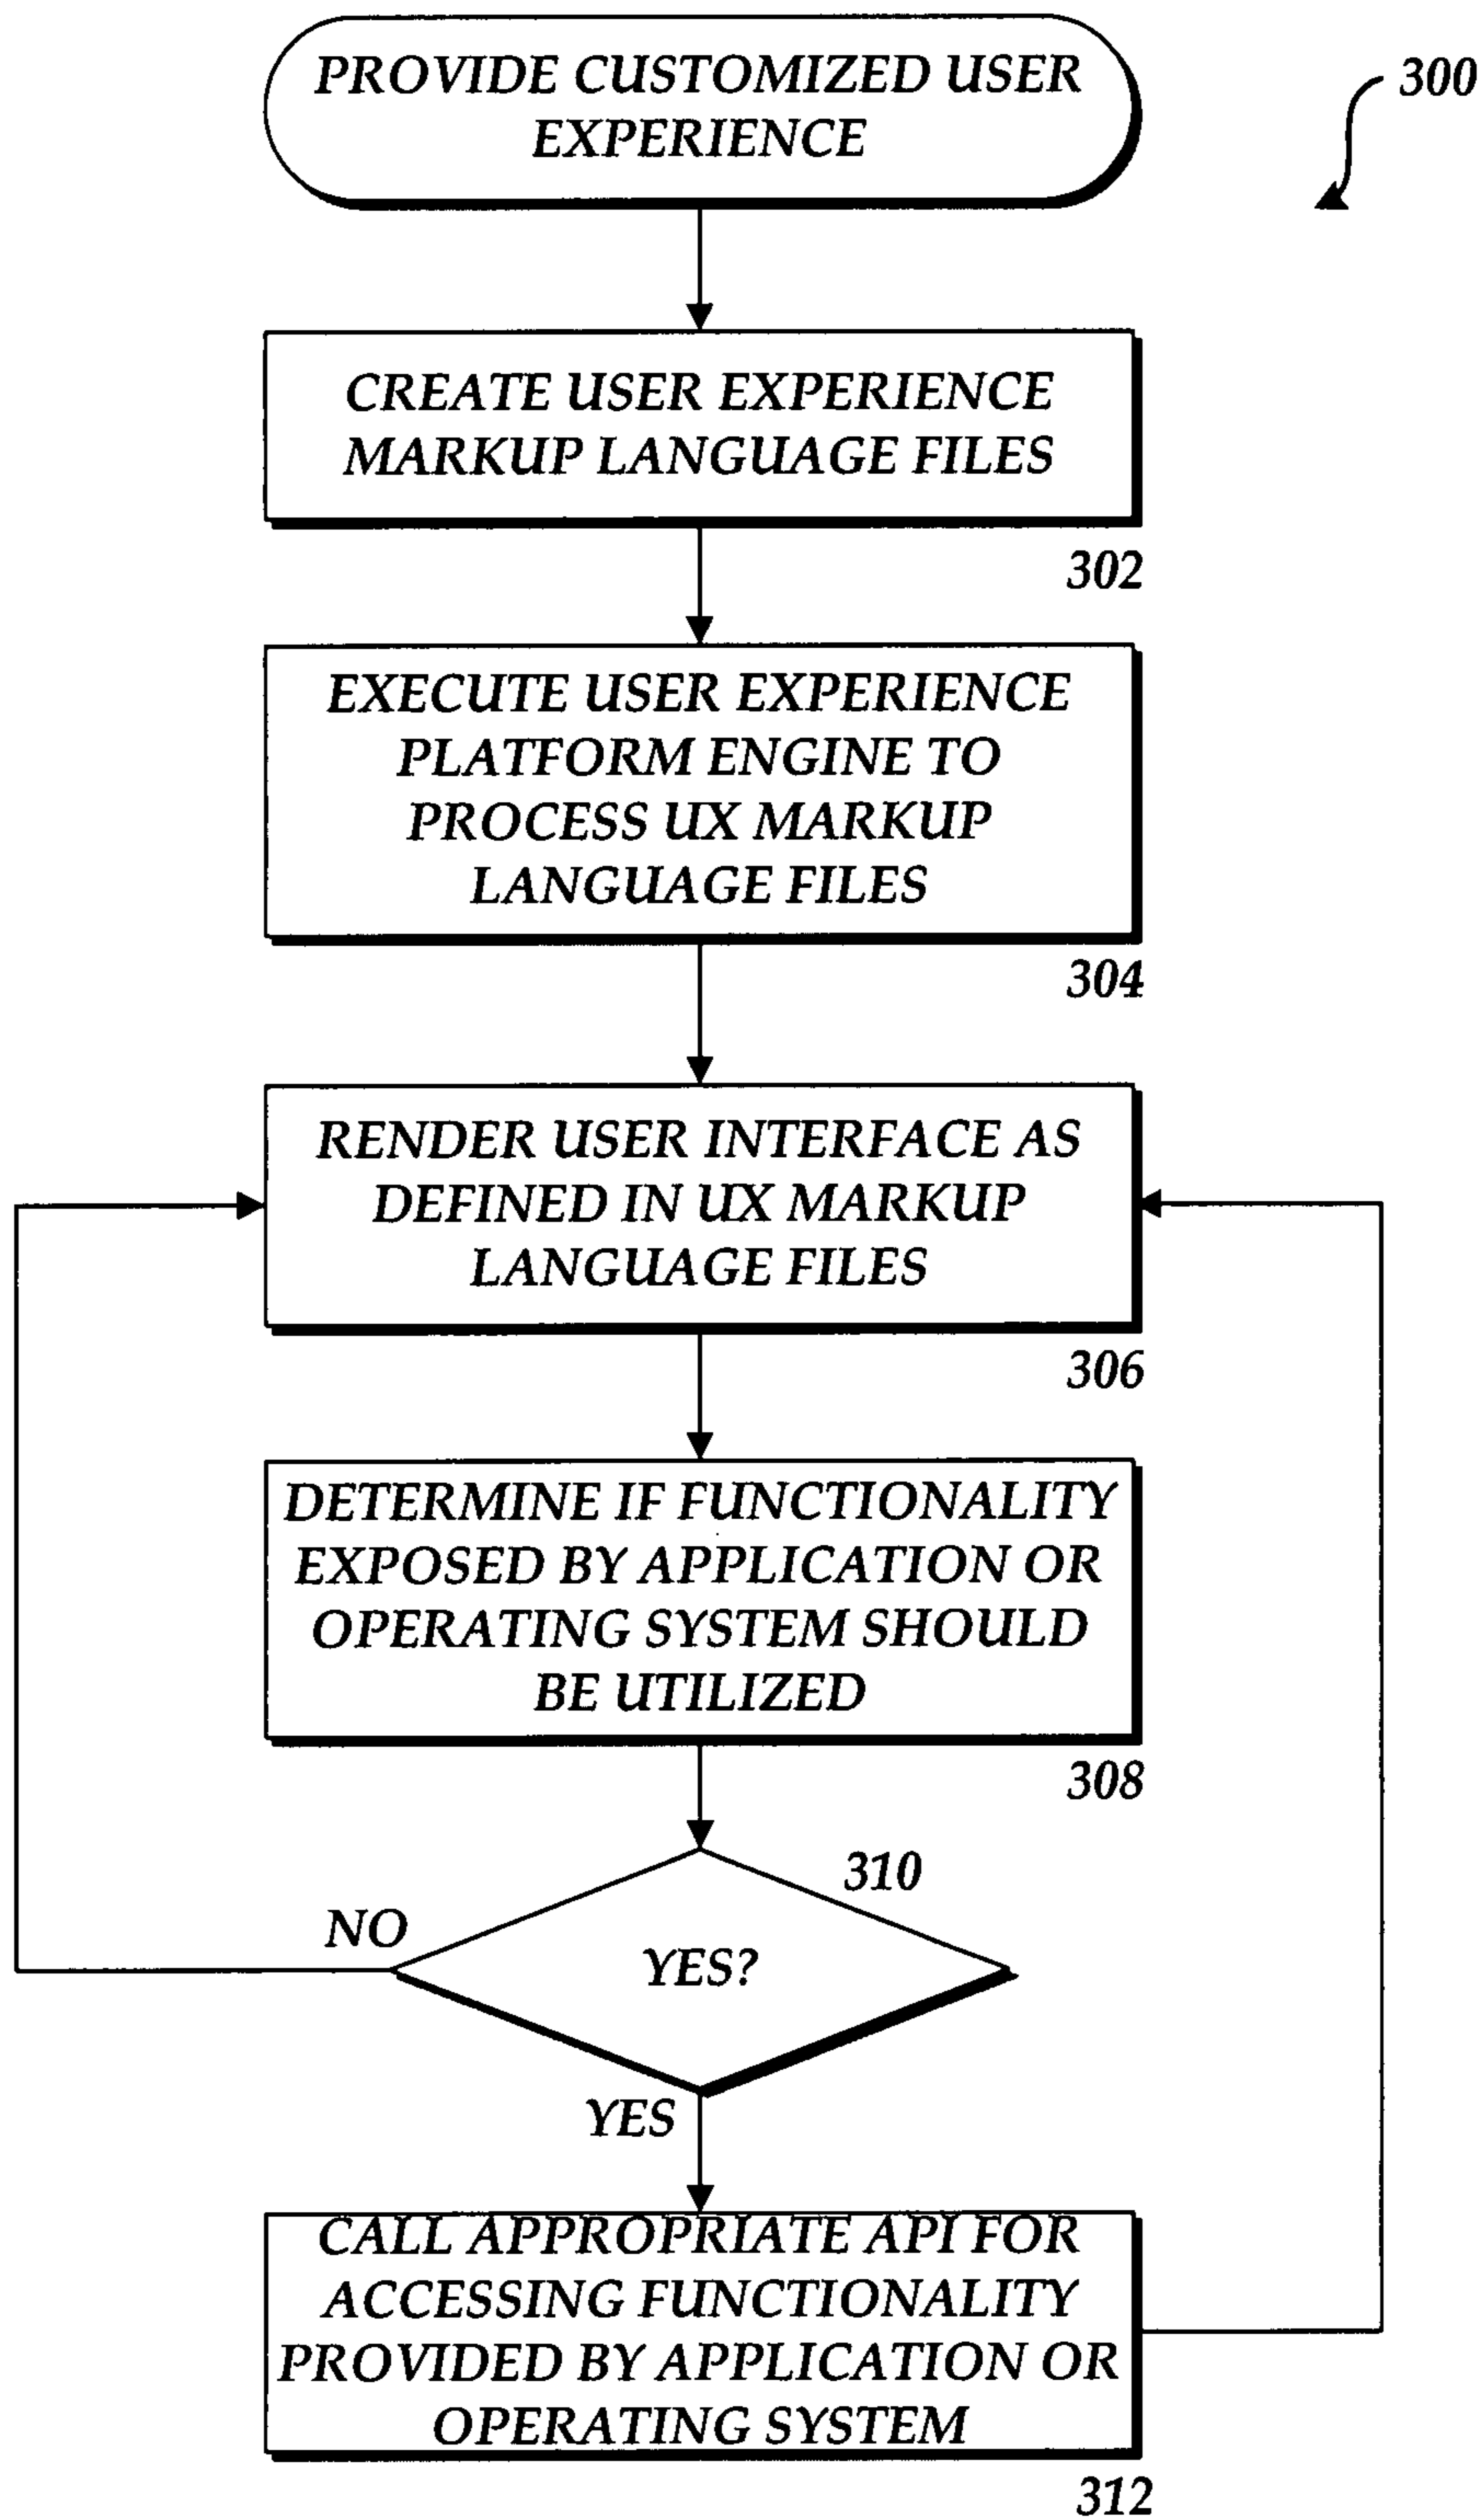 PROVIDE CUSTOMIZED USER
EXPERIENCE
300
CREATE USER EXPERIENCE
MARKUP LANGUAGE FILES
302
EXECUTE USER EXPERIENCE
PLATFORM ENGINE TO
PROCESS UX MARKUP
LANGUAGE FILES
304
RENDER USER INTERFACE AS
DEFINED IN UX MARKUP
LANGUAGE FILES
306
DETERMINE IF FUNCTIONALITY
EXPOSED BY APPLICATION OR
OPERATING SYSTEM SHOULD
BE UTILIZED
308
310
NO
YES?
YES
CALL APPROPRIATE API FOR
ACCESSING FUNCTIONALITY
PROVIDED BY APPLICATION OR
OPERATING SYSTEM
312